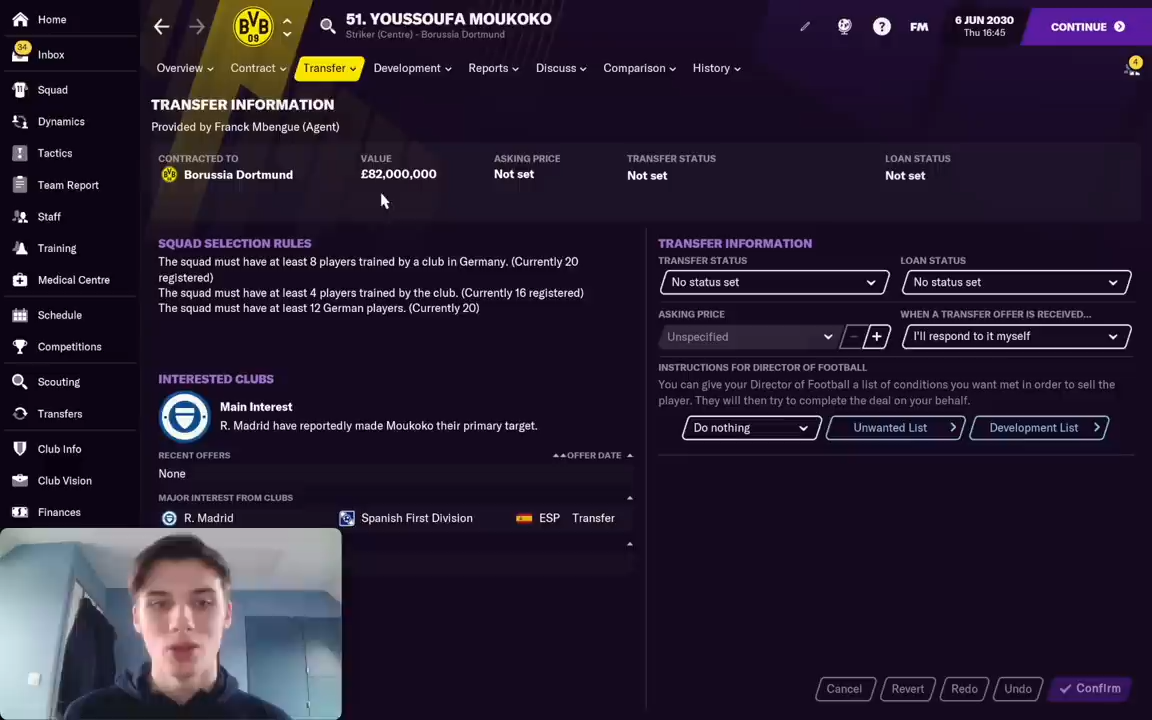 Home
34
Inbox
Squad
Dynamics
Tactics
Team Report
Staff
Training
Medical Centre
Schedule
Competitions
Scouting
Transfers
Club Info
Club Vision
Finances
BVB
09
51. YOUSSOUFA MOUKOKO
Striker (Centre) - Borussia Dortmund
?
FM
6 JUN 2030
Thu 16:45
CONTINUE
Overview
Contract
Transfer
Development
Reports
Discuss
Comparison
History
4
TRANSFER INFORMATION
Provided by Franck Mbengue (Agent)
CONTRACTED TO
Borussia Dortmund
VALUE
£82,000,000
ASKING PRICE
Not set
TRANSFER STATUS
Not set
LOAN STATUS
Not set
SQUAD SELECTION RULES
The squad must have at least 8 players trained by a club in Germany. (Currently 20
registered)
The squad must have at least 4 players trained by the club. (Currently 16 registered)
The squad must have at least 12 German players. (Currently 20)
INTERESTED CLUBS
Main Interest
R. Madrid have reportedly made Moukoko their primary target.
RECENT OFFERS
OFFER DATE
None
MAJOR INTEREST FROM CLUBS
R. Madrid
Spanish First Division
ESP
Transfer
TRANSFER INFORMATION
TRANSFER STATUS
LOAN STATUS
No status set
No status set
ASKING PRICE
WHEN A TRANSFER OFFER IS RECEIVED...
Unspecified
− +
I'll respond to it myself
INSTRUCTIONS FOR DIRECTOR OF FOOTBALL
You can give your Director of Football a list of conditions you want met in order to sell the
player. They will then try to complete the deal on your behalf.
Do nothing
Unwanted List
Development List
Cancel
Revert
Redo
Undo
Confirm